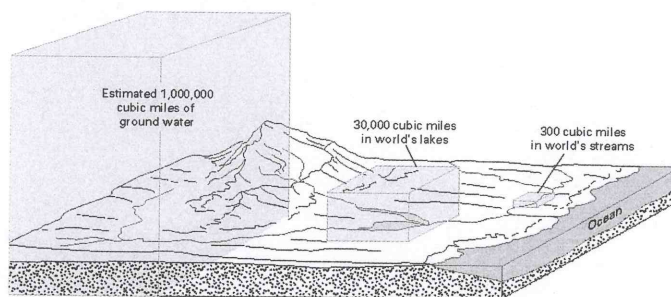 Estimated 1,000,000
cubic miles of
ground water
30,000 cubic miles
in world's lakes
300 cubic miles
in world's streams
Ocean